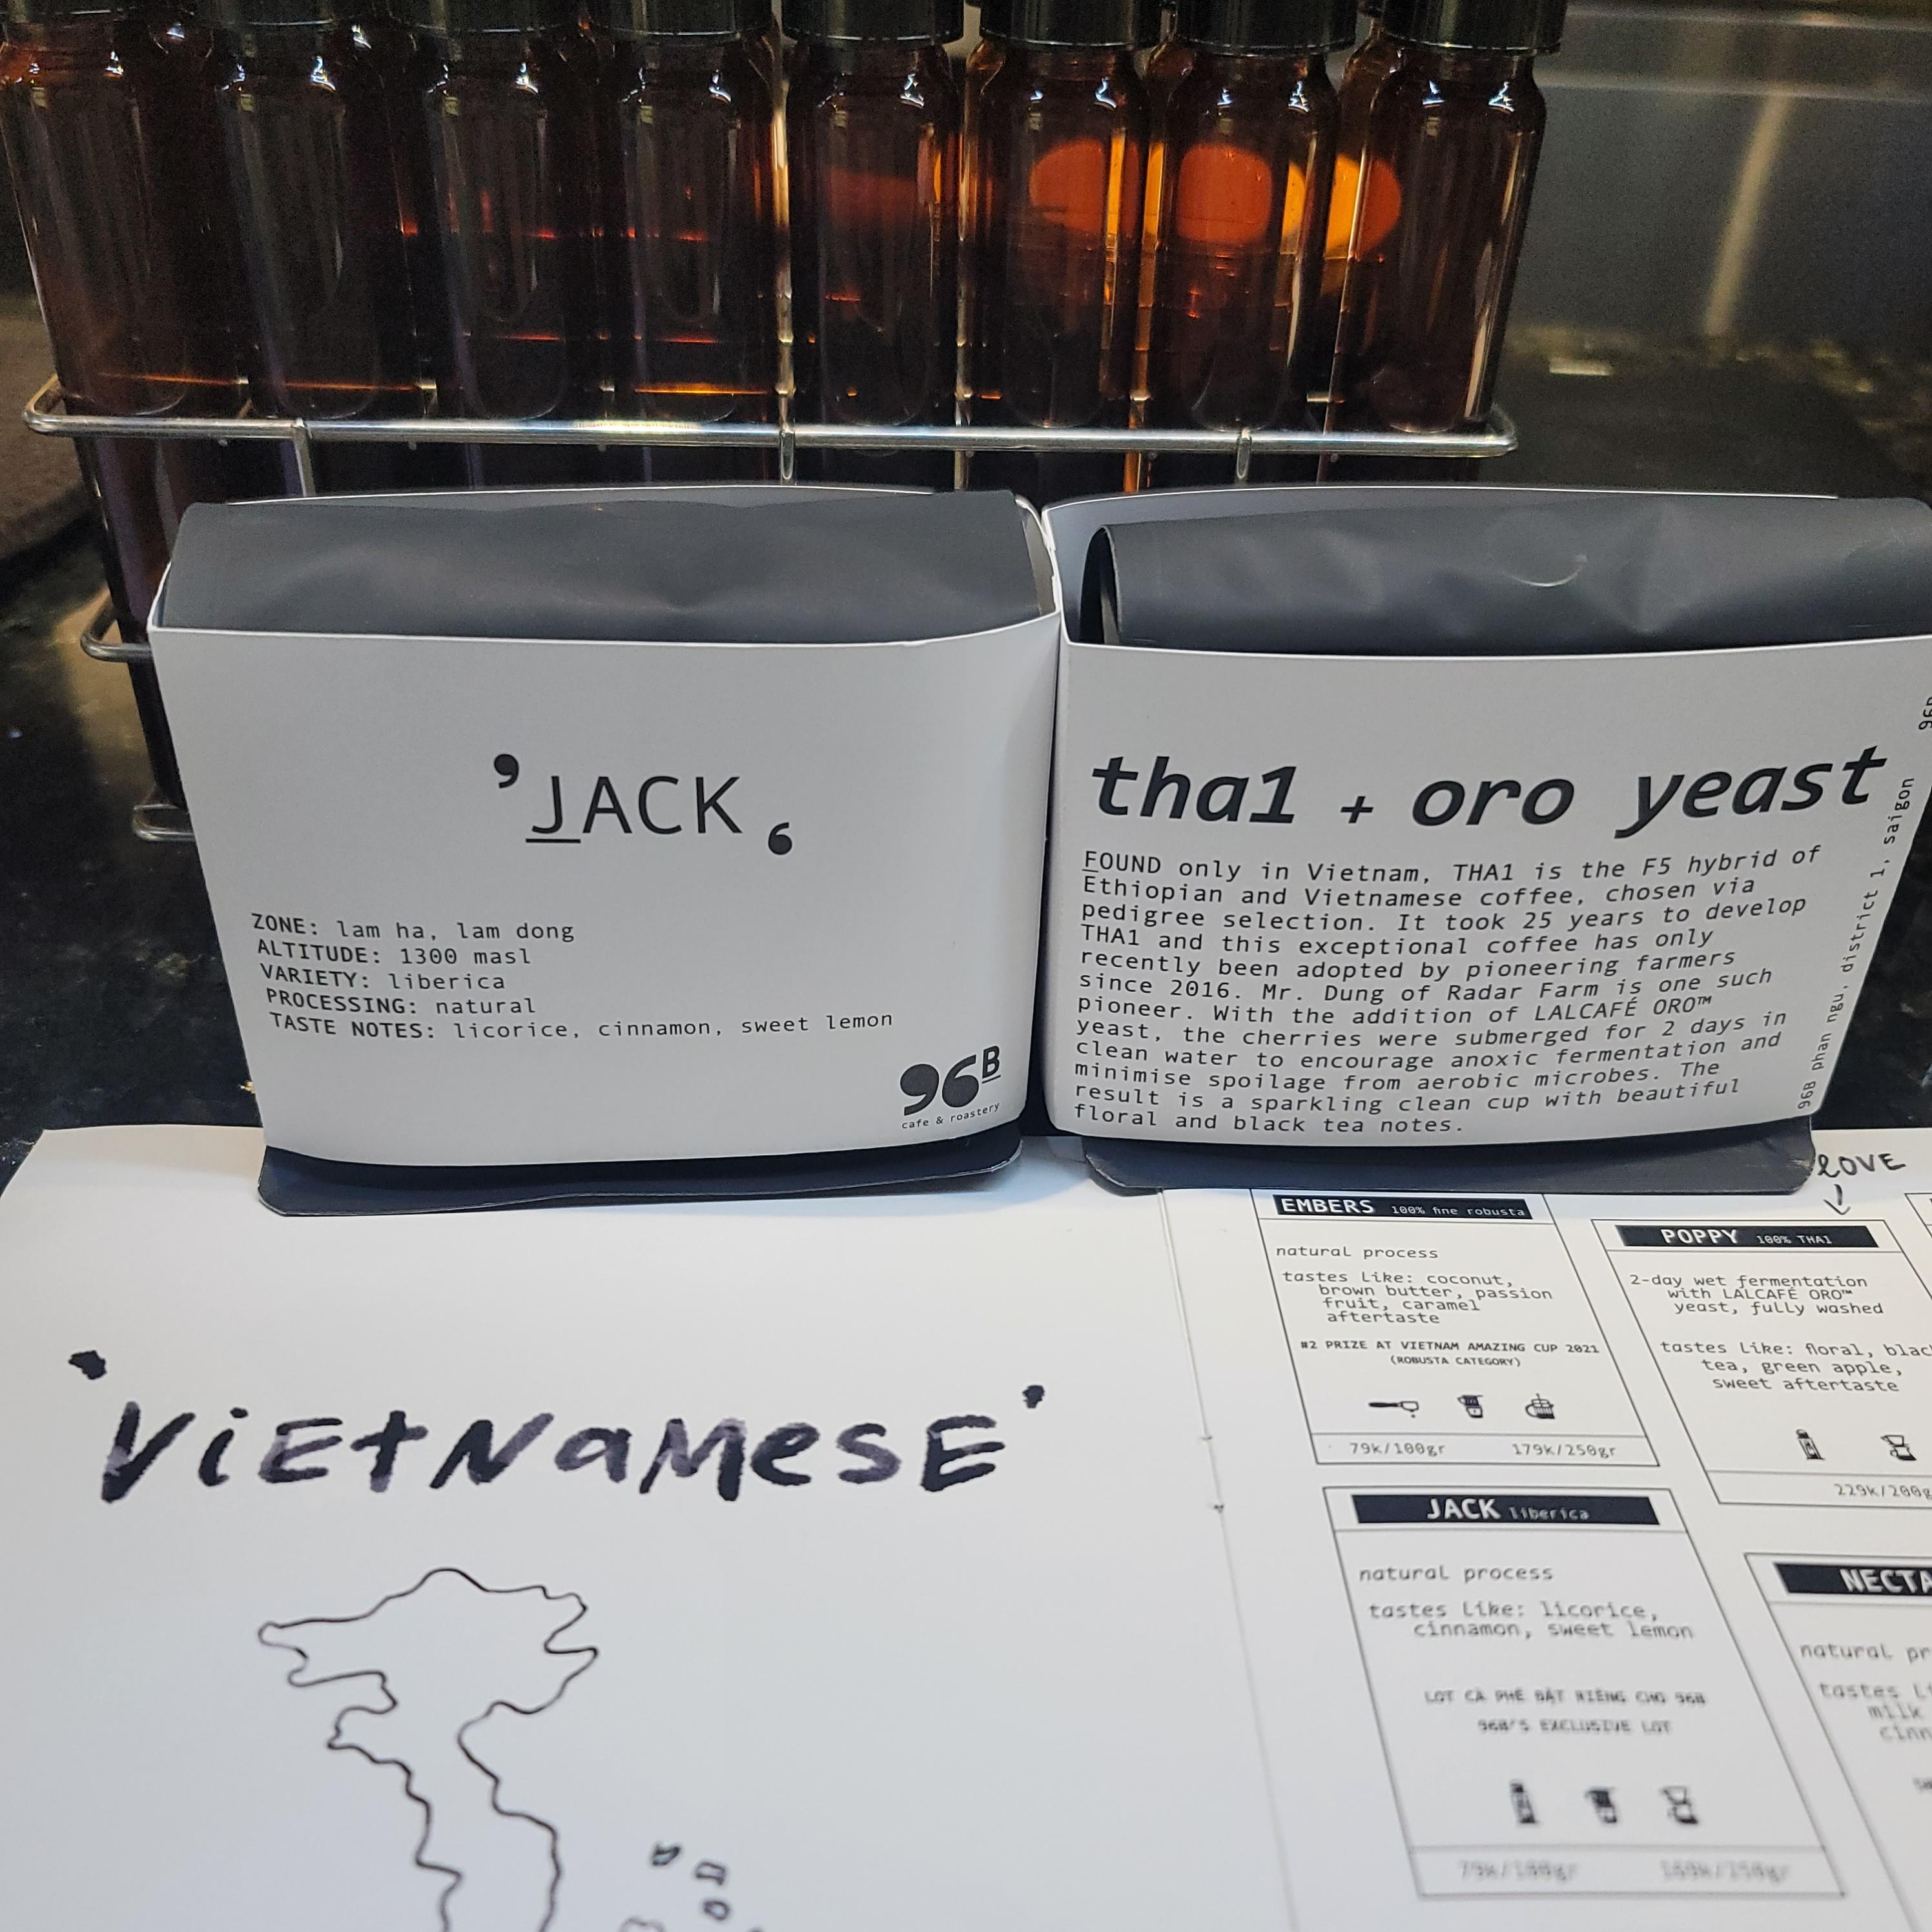 ’JACK‘
ZONE: lam ha, lam dong
ALTITUDE: 1300 masl
VARIETY: liberica
PROCESSING: natural
TASTE NOTES: licorice, cinnamon, sweet lemon
96B
cafe & roastery
tha1 + oro yeast
FOUND only in Vietnam, THA1 is the F5 hybrid of
Ethiopian and Vietnamese coffee, chosen via
pedigree selection. It took 25 years to develop
THA1 and this exceptional coffee has only
recently been adopted by pioneering farmers
since 2016. Mr. Dung of Radar Farm is one such
pioneer. With the addition of LALCAFÉ ORO™
yeast, the cherries were submerged for 2 days in
clean water to encourage anoxic fermentation and
minimise spoilage from aerobic microbes. The
result is a sparkling clean cup with beautiful
floral and black tea notes.
96B phan ngu, district 1, saigon
'ViEtNaMesE'
EMBERS 100% fine robusta
natural process
tastes like: coconut,
brown butter, passion
fruit, caramel
aftertaste
#2 PRIZE AT VIETNAM AMAZING CUP 2021
(ROBUSTA CATEGORY)
79k/100gr 179k/250gr
LOVE
POPPY 100% THA1
2-day wet fermentation
with LALCAFÉ ORO™
yeast, fully washed
tastes like: floral, blac
tea, green apple,
sweet aftertaste
229k/200g
JACK liberica
natural process
tastes like: licorice,
cinnamon, sweet lemon
LOT CÀ PHÊ ĐẶT RIÊNG CHO 96B
96B'S EXCLUSIVE LOT
79k/100gr
NECTA
natural pr
tastes li
milk
cinn